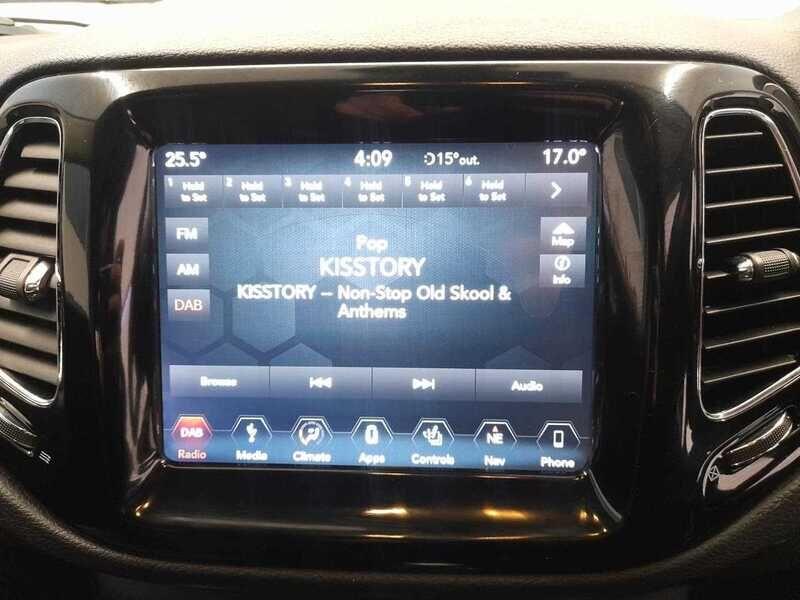 25.5° 4:09 15° out. 17.0°
1 Hold to Set 2 Hold to Set 3 Hold to Set 4 Hold to Set 5 Hold to Set 6 Hold to Set
FM
Map
AM
Info
DAB
Pop
KISSTORY
KISSTORY – Non-Stop Old Skool &
Anthems
Browse Audio
DAB NE
Radio Media Climate Apps Controls Nav Phone